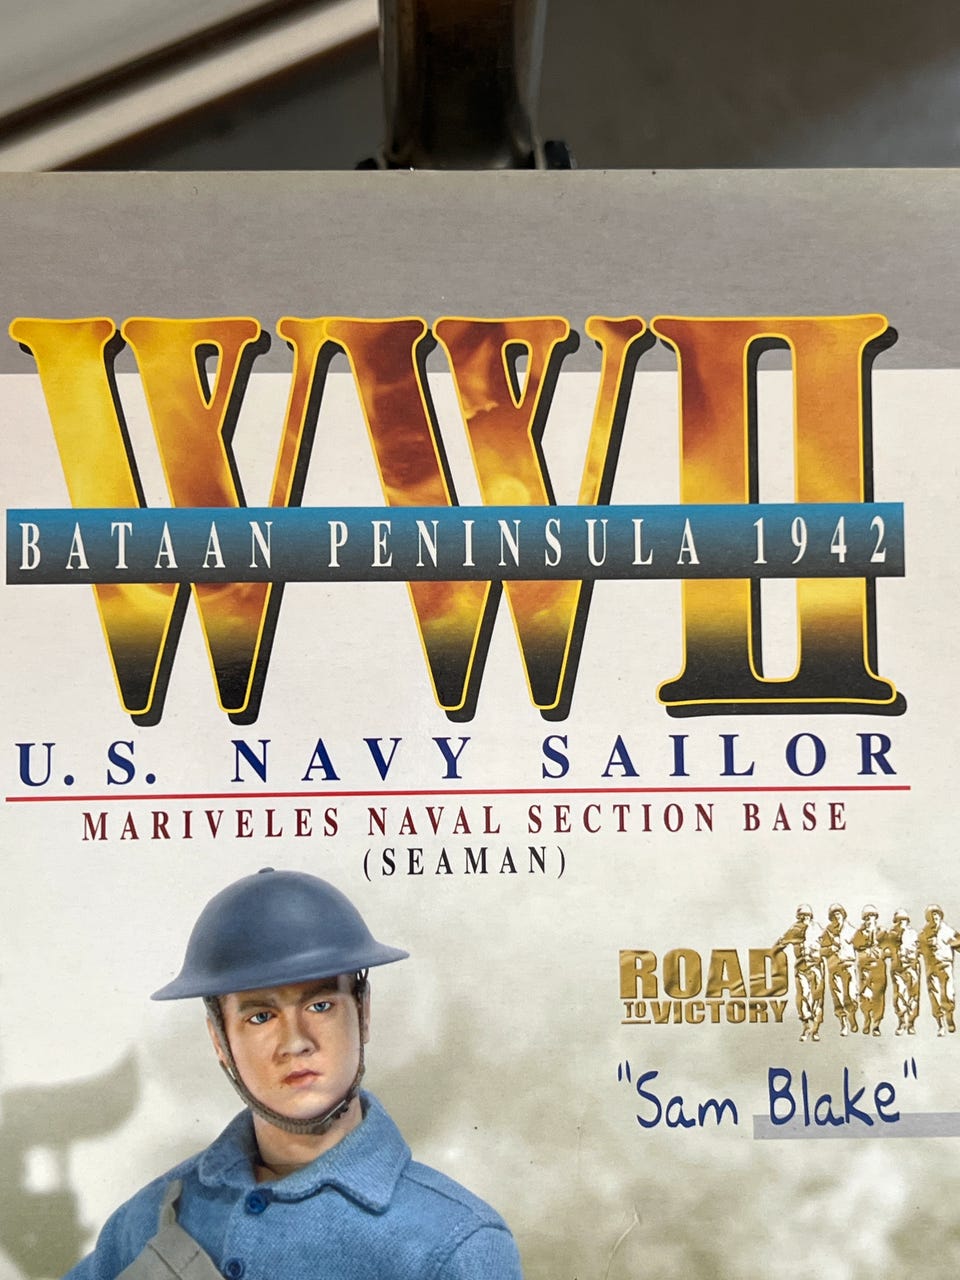 WWII
BATAAN PENINSULA 1942
U.S. NAVY SAILOR
MARIVELES NAVAL SECTION BASE
(SEAMAN)
ROAD
TO VICTORY
"Sam Blake"